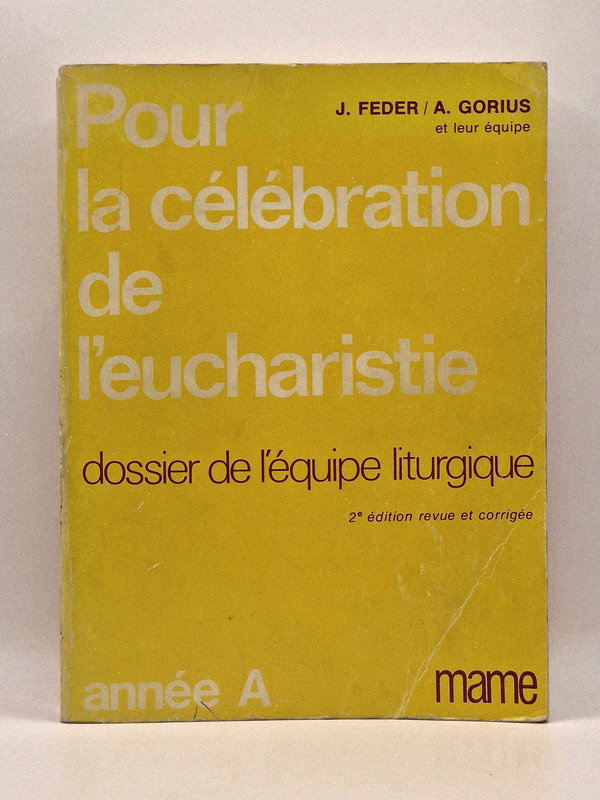 Pour
J. FEDER / A. GORIUS
et leur équipe
la célébration
de
l'eucharistie
dossier de l'équipe liturgique
2e édition revue et corrigée
année A
mame